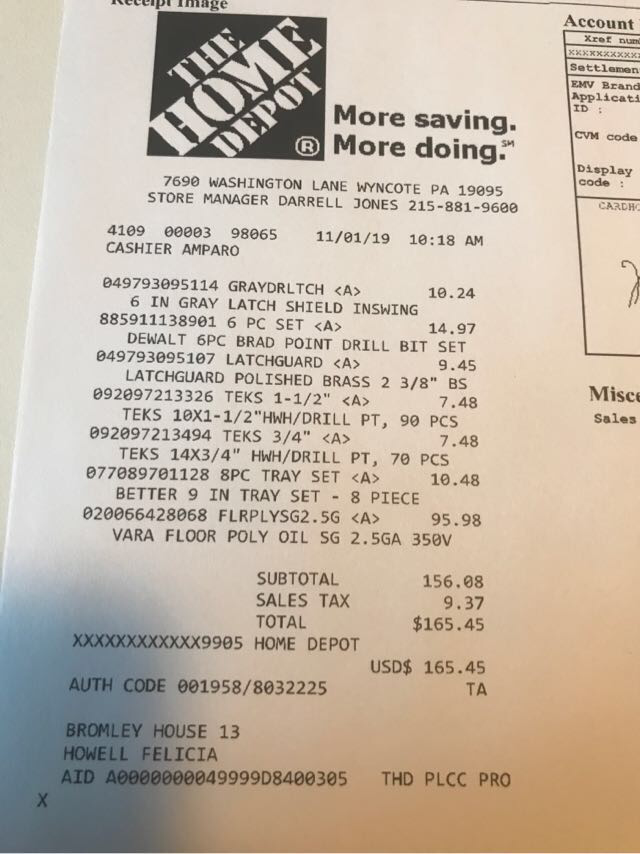 Receipt Image
THE
HOME
DEPOT
®
More saving.
More doing.℠
7690 WASHINGTON LANE WYNCOTE PA 19095
STORE MANAGER DARRELL JONES 215-881-9600
4109 00003 98065 11/01/19 10:18 AM
CASHIER AMPARO
049793095114 GRAYDRLTCH <A> 10.24
6 IN GRAY LATCH SHIELD INSWING
885911138901 6 PC SET <A> 14.97
DEWALT 6PC BRAD POINT DRILL BIT SET
049793095107 LATCHGUARD <A> 9.45
LATCHGUARD POLISHED BRASS 2 3/8" BS
092097213326 TEKS 1-1/2" <A> 7.48
TEKS 10X1-1/2"HWH/DRILL PT, 90 PCS
092097213494 TEKS 3/4" <A> 7.48
TEKS 14X3/4" HWH/DRILL PT, 70 PCS
077089701128 8PC TRAY SET <A> 10.48
BETTER 9 IN TRAY SET - 8 PIECE
020066428068 FLRPLYSG2.5G <A> 95.98
VARA FLOOR POLY OIL SG 2.5GA 350V
SUBTOTAL 156.08
SALES TAX 9.37
TOTAL $165.45
XXXXXXXXXXXX9905 HOME DEPOT
USD$ 165.45
AUTH CODE 001958/8032225 TA
BROMLEY HOUSE 13
HOWELL FELICIA
AID A0000000049999D8400305 THD PLCC PRO
X
Account
Xref num
XXXXXXXXXX
Settlemen
EMV Brand
Applicati
ID :
CVM code
Display
code :
CARDHO
Misce
Sales